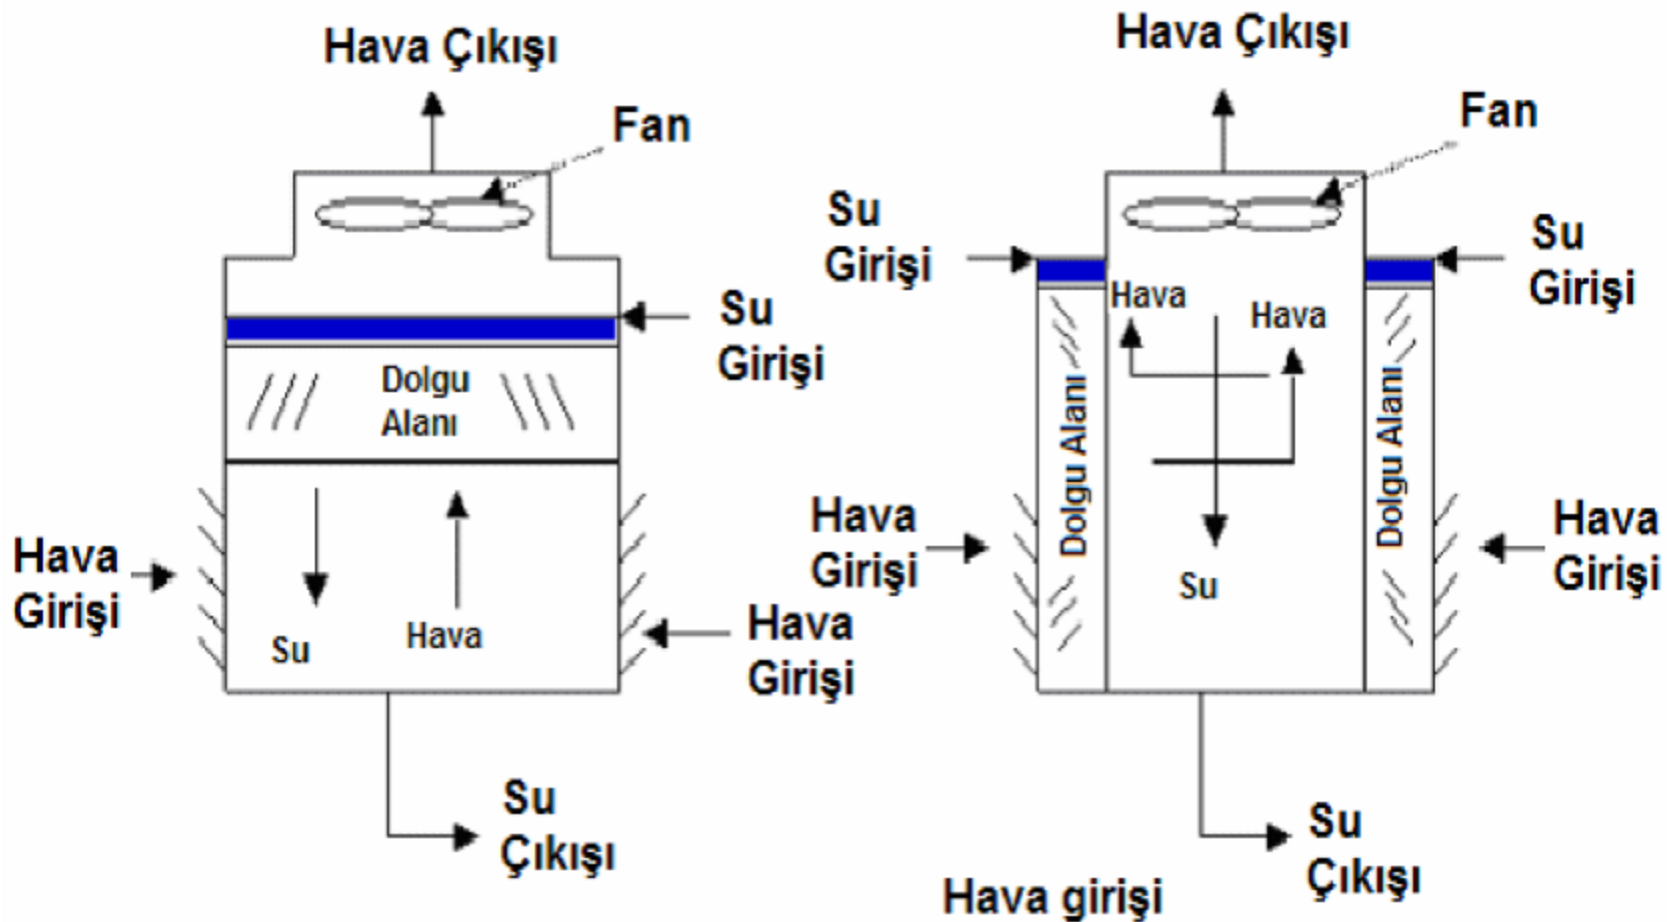 Hava Çıkışı
Fan
Su
Girişi
Dolgu
Alanı
Hava
Girişi
Su
Hava
Hava
Girişi
Su
Çıkışı
Hava Çıkışı
Fan
Su
Girişi
Su
Girişi
Hava
Hava
Dolgu Alanı
Dolgu Alanı
Hava
Girişi
Hava
Girişi
Su
Su
Çıkışı
Hava girişi